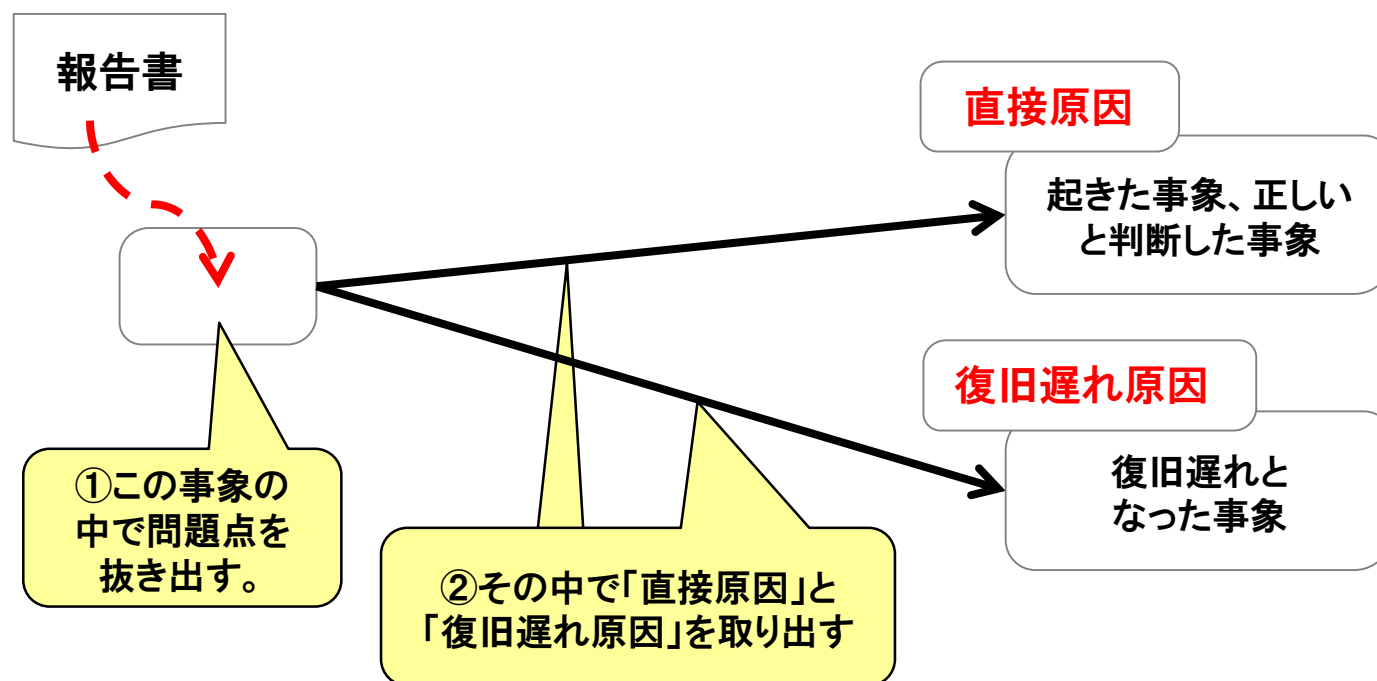 報告書
直接原因
起きた事象、正しい
と判断した事象
復旧遅れ原因
復旧遅れと
なった事象
①この事象の
中で問題点を
抜き出す。
②その中で「直接原因」と
「復旧遅れ原因」を取り出す